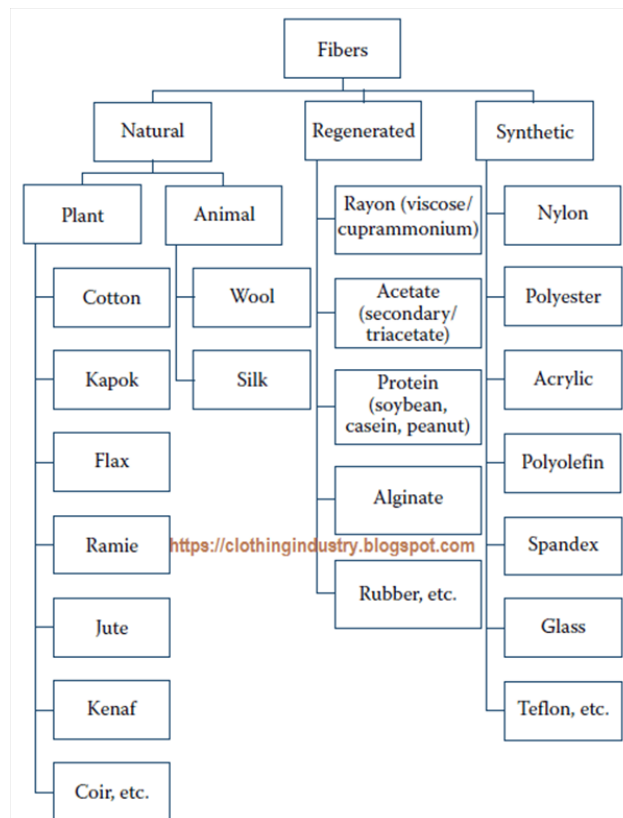 Fibers
Natural
Regenerated
Synthetic
Plant
Animal
Cotton
Kapok
Flax
Ramie
Jute
Kenaf
Coir, etc.
Wool
Silk
Rayon (viscose/
cuprammonium)
Acetate
(secondary/
triacetate)
Protein
(soybean,
casein, peanut)
Alginate
Rubber, etc.
Nylon
Polyester
Acrylic
Polyolefin
Spandex
Glass
Teflon, etc.
https://clothingindustry.blogspot.com